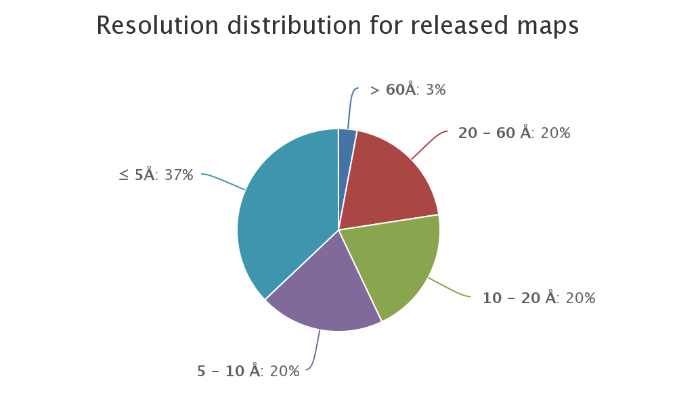 Resolution distribution for released maps
> 60Å: 3%
20 – 60 Å: 20%
≤ 5Å: 37%
10 – 20 Å: 20%
5 – 10 Å: 20%